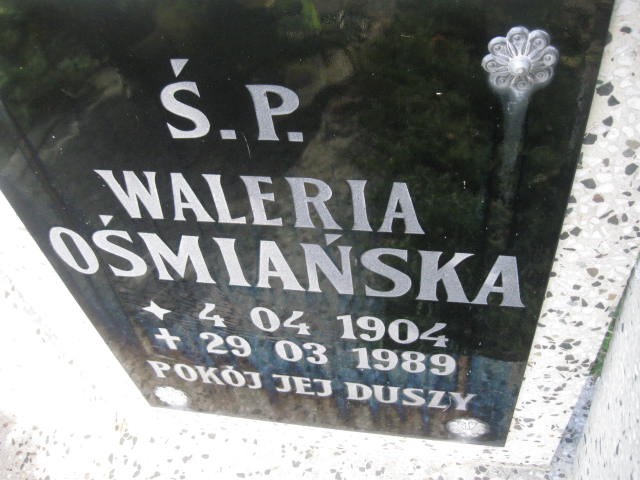 Ś.P.
WALERIA
OŚMIAŃSKA
✦ 4 04 1904
+ 29 03 1989
POKÓJ JEJ DUSZY